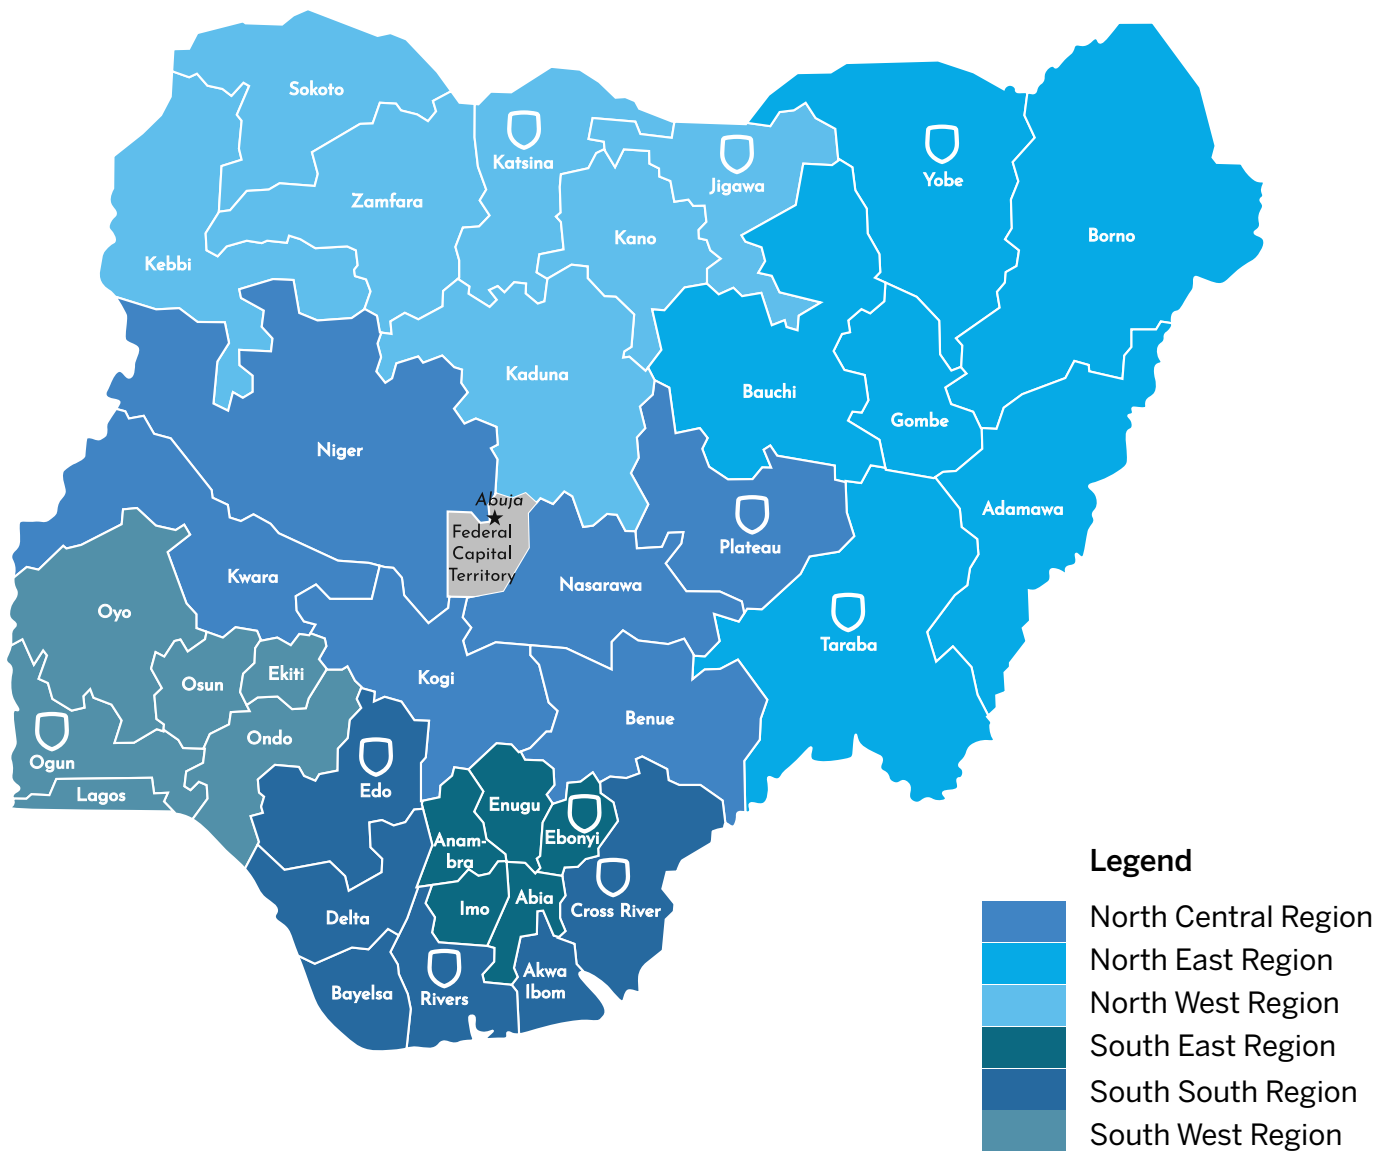 Sokoto
Katsina
Zamfara
Jigawa
Yobe
Kano
Borno
Kebbi
Kaduna
Bauchi
Gombe
Niger
Abuja
Federal
Capital
Territory
Plateau
Adamawa
Kwara
Nasarawa
Oyo
Taraba
Ekiti
Osun
Kogi
Benue
Ondo
Ogun
Edo
Lagos
Enugu
Ebonyi
Anam-
bra
Abia
Imo
Cross River
Delta
Akwa
Ibom
Bayelsa
Rivers
Legend
North Central Region
North East Region
North West Region
South East Region
South South Region
South West Region